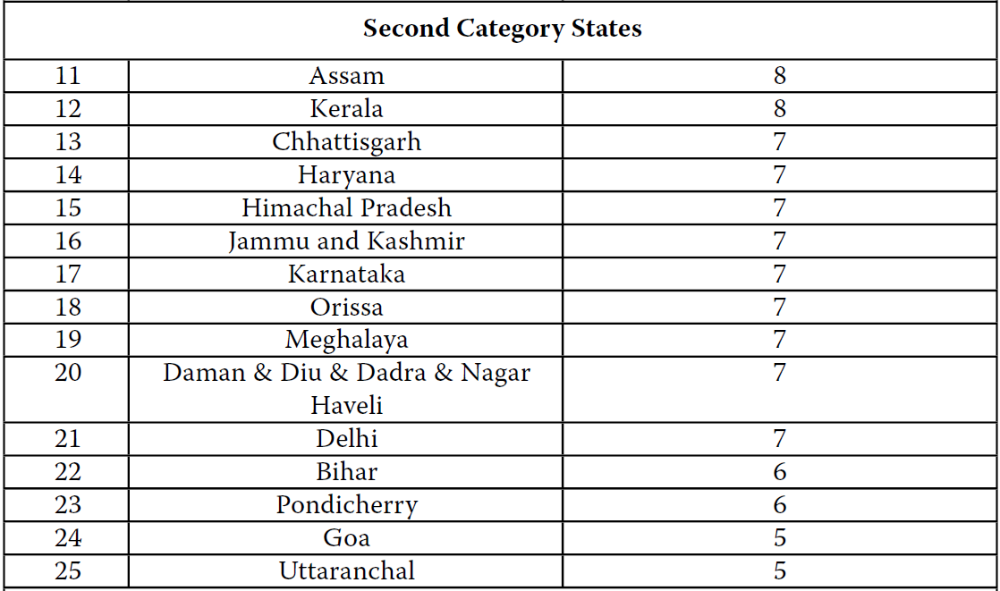 Second Category States
11 Assam 8
12 Kerala 8
13 Chhattisgarh 7
14 Haryana 7
15 Himachal Pradesh 7
16 Jammu and Kashmir 7
17 Karnataka 7
18 Orissa 7
19 Meghalaya 7
20 Daman & Diu & Dadra & Nagar 7
Haveli
21 Delhi 7
22 Bihar 6
23 Pondicherry 6
24 Goa 5
25 Uttaranchal 5